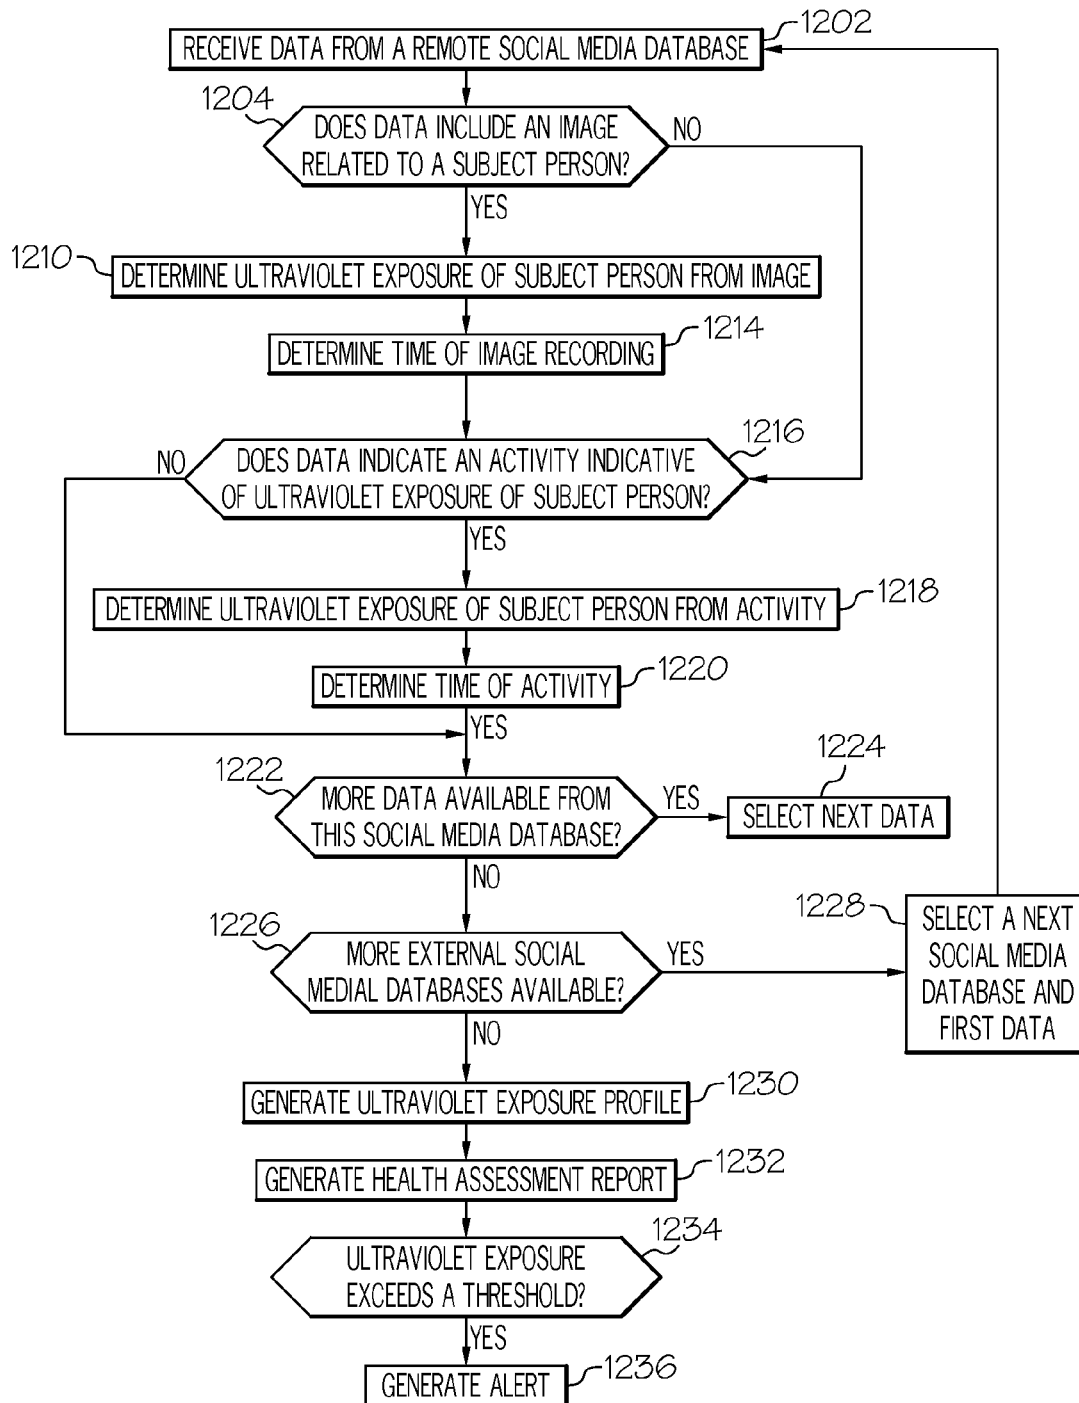 1202
RECEIVE DATA FROM A REMOTE SOCIAL MEDIA DATABASE
1204
DOES DATA INCLUDE AN IMAGE
RELATED TO A SUBJECT PERSON?
NO
YES
1210
DETERMINE ULTRAVIOLET EXPOSURE OF SUBJECT PERSON FROM IMAGE
1214
DETERMINE TIME OF IMAGE RECORDING
1216
NO
DOES DATA INDICATE AN ACTIVITY INDICATIVE
OF ULTRAVIOLET EXPOSURE OF SUBJECT PERSON?
YES
DETERMINE ULTRAVIOLET EXPOSURE OF SUBJECT PERSON FROM ACTIVITY
1218
DETERMINE TIME OF ACTIVITY
1220
YES
1222
MORE DATA AVAILABLE FROM
THIS SOCIAL MEDIA DATABASE?
YES
1224
SELECT NEXT DATA
NO
1226
MORE EXTERNAL SOCIAL
MEDIAL DATABASES AVAILABLE?
YES
1228
SELECT A NEXT
SOCIAL MEDIA
DATABASE AND
FIRST DATA
NO
GENERATE ULTRAVIOLET EXPOSURE PROFILE
1230
GENERATE HEALTH ASSESSMENT REPORT
1232
1234
ULTRAVIOLET EXPOSURE
EXCEEDS A THRESHOLD?
YES
GENERATE ALERT
1236